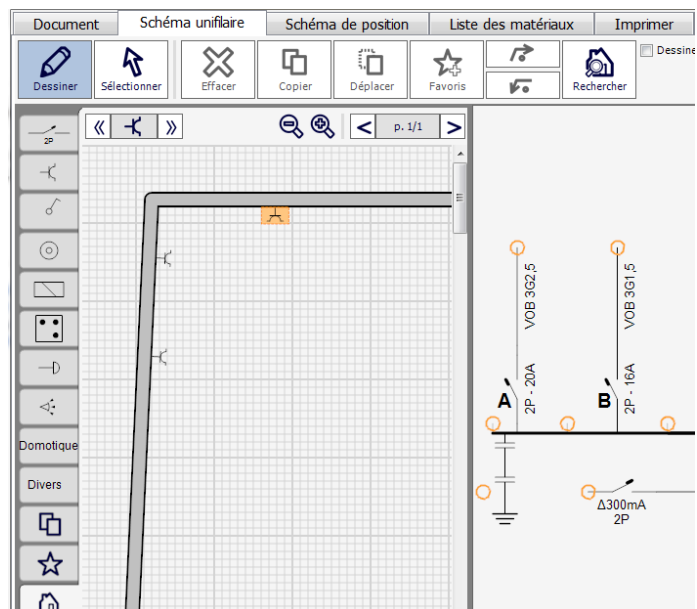 Document
Schéma unifilaire
Schéma de position
Liste des matériaux
Imprimer
Dessiner
Sélectionner
Effacer
Copier
Déplacer
Favoris
Rechercher
Dessine
2P
p. 1/1
Domotique
Divers
VOB 3G2,5
VOB 3G1,5
A
2P - 20A
B
2P - 16A
Δ300mA
2P